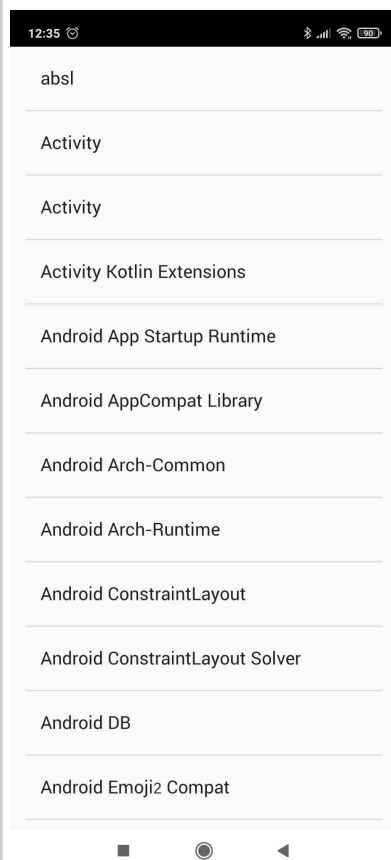 12:35
90
absl
Activity
Activity
Activity Kotlin Extensions
Android App Startup Runtime
Android AppCompat Library
Android Arch-Common
Android Arch-Runtime
Android ConstraintLayout
Android ConstraintLayout Solver
Android DB
Android Emoji2 Compat